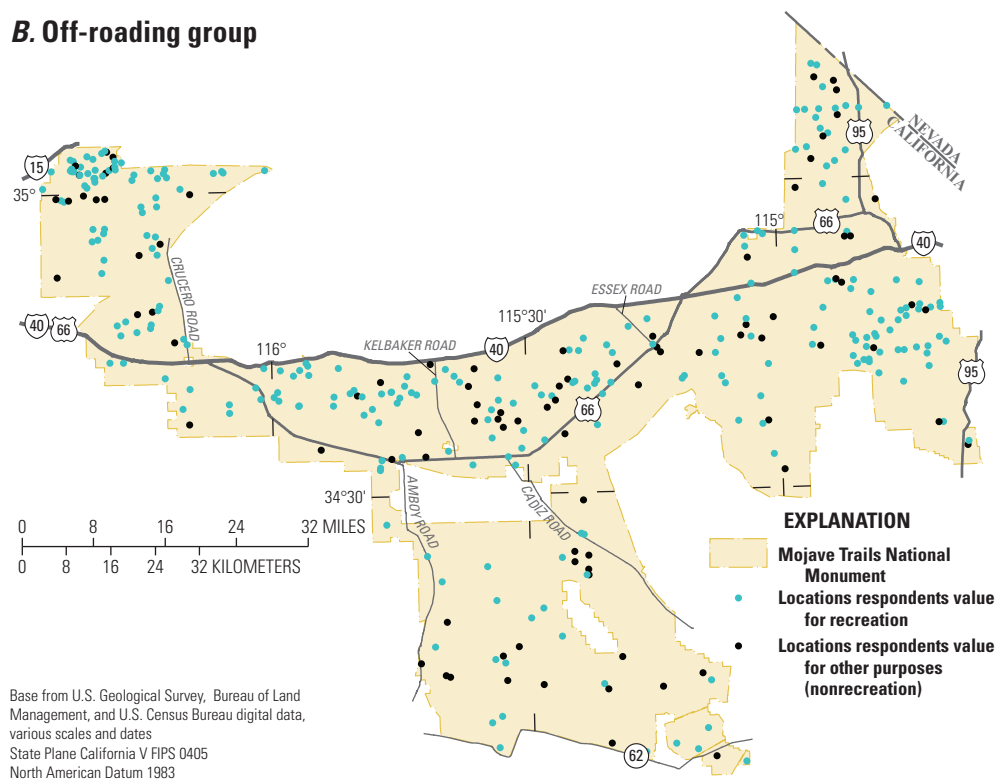 B. Off-roading group
NEVADA
CALIFORNIA
95
15
35°
115°
66
40
CRUCERO ROAD
ESSEX ROAD
115°30'
40
66
KELBAKER ROAD
40
116°
95
66
34°30'
AMBOY ROAD
CADIZ ROAD
0 8 16 24 32 MILES
0 8 16 24 32 KILOMETERS
EXPLANATION
Mojave Trails National
Monument
Locations respondents value
for recreation
Locations respondents value
for other purposes
(nonrecreation)
62
Base from U.S. Geological Survey, Bureau of Land
Management, and U.S. Census Bureau digital data,
various scales and dates
State Plane California V FIPS 0405
North American Datum 1983